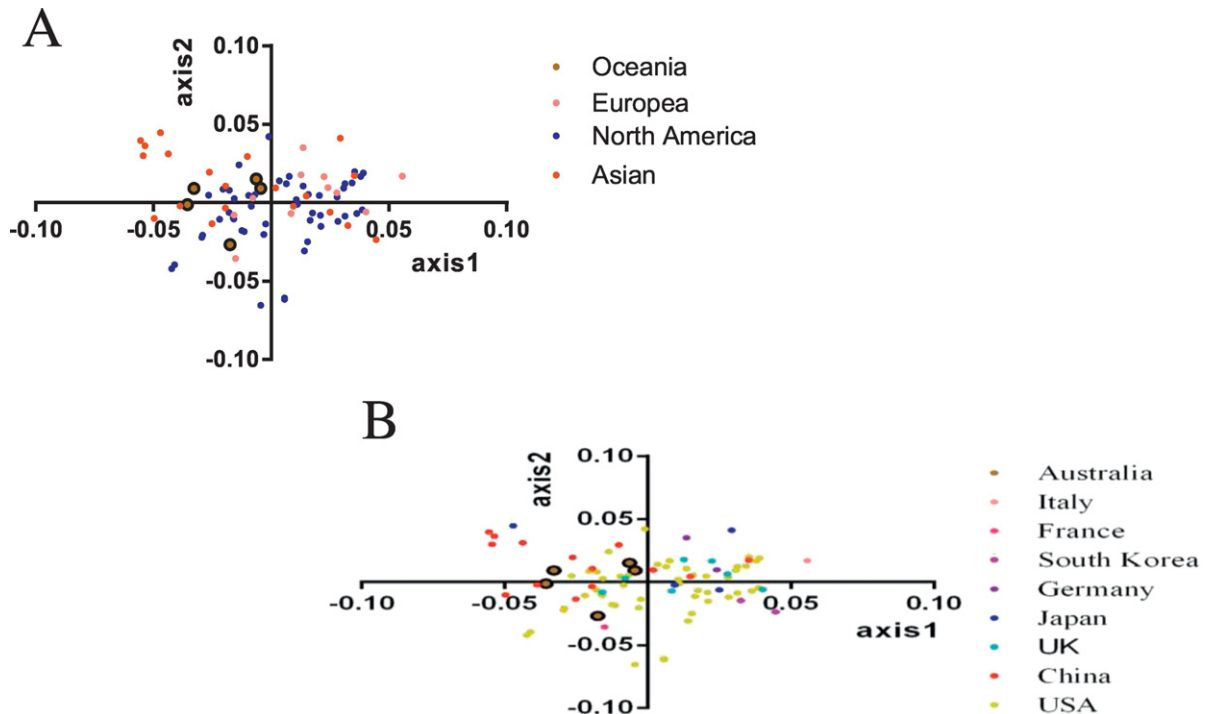 A
axis2
0.10
0.05
-0.10
-0.05
0.05
0.10
axis1
-0.05
-0.10
Oceania
Europea
North America
Asian
B
axis2
0.10
0.05
-0.10
-0.05
0.05
0.10
axis1
-0.05
-0.10
Australia
Italy
France
South Korea
Germany
Japan
UK
China
USA